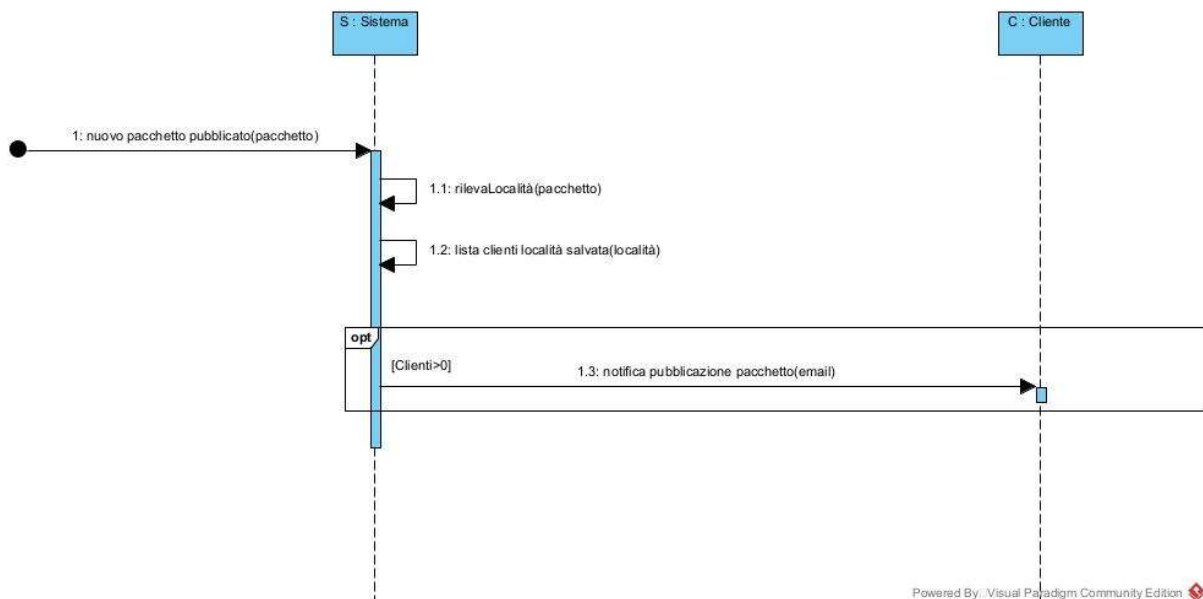 S : Sistema
C : Cliente
1: nuovo pacchetto pubblicato(pacchetto)
1.1: rilevaLocalità(pacchetto)
1.2: lista clienti località salvata(località)
opt
[Clienti>0]
1.3: notifica pubblicazione pacchetto(email)
Powered By Visual Paradigm Community Edition